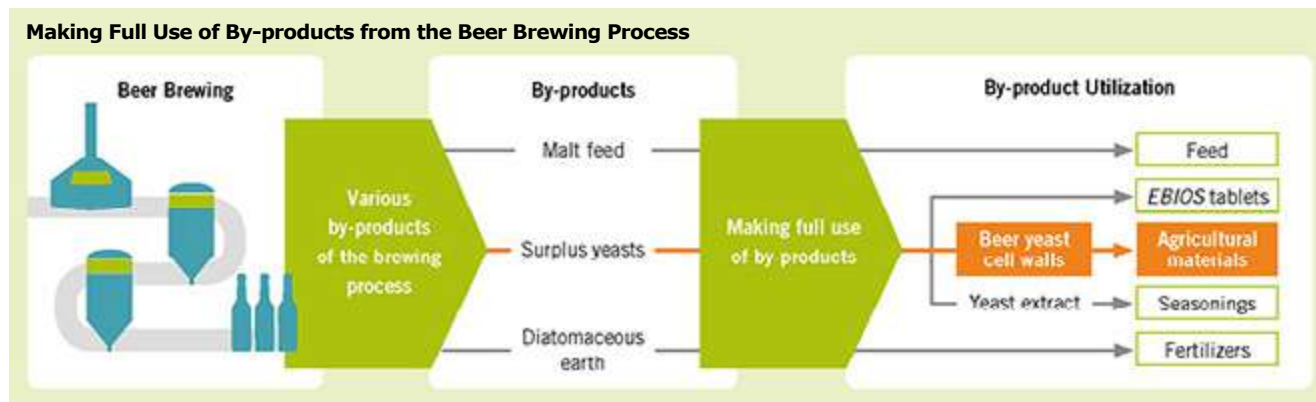 Making Full Use of By-products from the Beer Brewing Process
Beer Brewing
By-products
By-product Utilization
Various
by-products
of the brewing
process
Malt feed
Surplus yeasts
Diatomaceous
earth
Making full use
of by-products
Beer yeast
cell walls
Yeast extract
Feed
EBIOS tablets
Agricultural
materials
Seasonings
Fertilizers